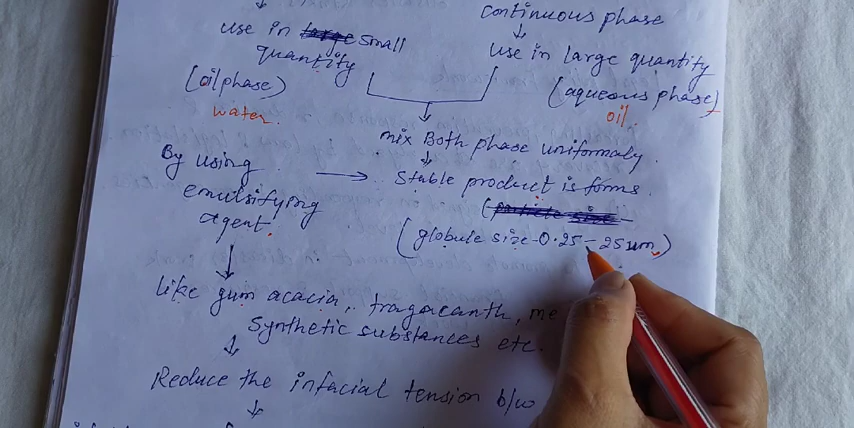 continuous phase
use in small
quantity
use in large quantity
(oil phase)
(aqueous phase)
water
oil
mix Both phase uniformaly.
By using
emulsifying
agent.
Stable product is forms.
(globule size-0.25-25um)
like gum acacia, tragacanth, me
Synthetic substances etc.
Reduce the infacial tension b/w